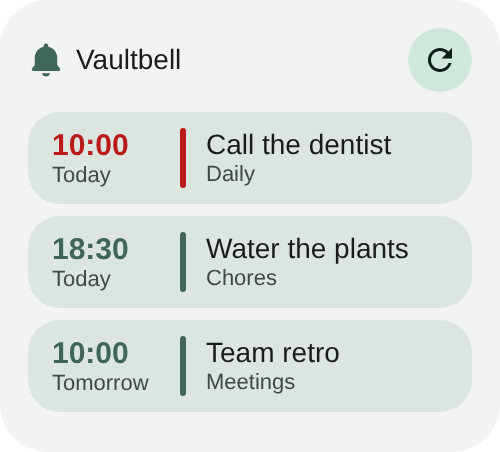 Vaultbell
10:00
Today
Call the dentist
Daily
18:30
Today
Water the plants
Chores
10:00
Tomorrow
Team retro
Meetings